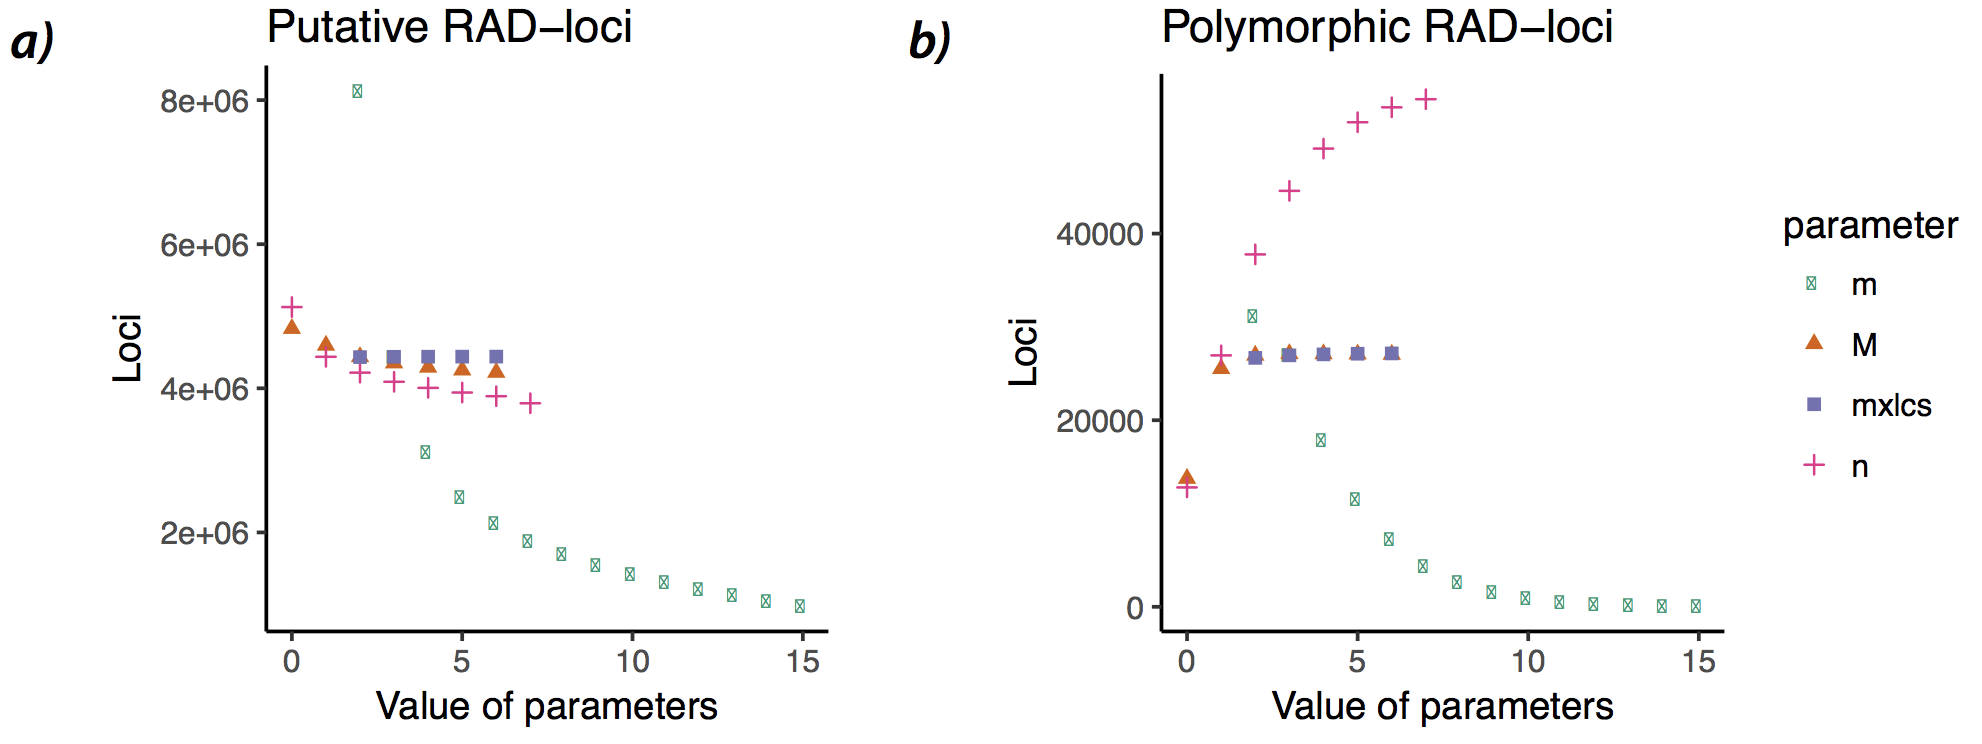 a)
Putative RAD−loci
8e+06
6e+06
4e+06
2e+06
Loci
0
5
10
15
Value of parameters
b)
Polymorphic RAD−loci
40000
20000
0
Loci
0
5
10
15
Value of parameters
parameter
m
M
mxlcs
n